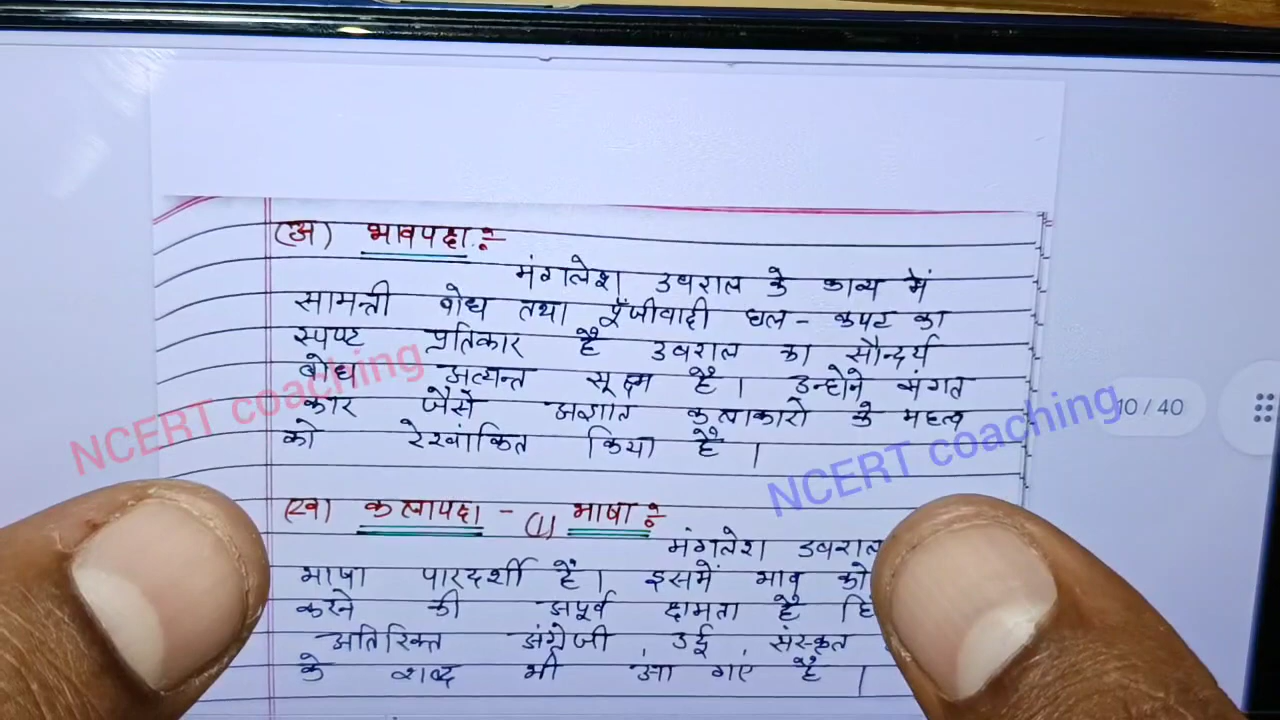 (अ) भावपक्ष :-
मंगलेश डबराल के काव्य में
सामन्ती बोध तथा पूँजीवादी छल - कपट का
स्पष्ट प्रतिकार है डबराल का सौन्दर्य
बोध अत्यन्त सूक्ष्म है । उन्होंने संगत
कार जैसे अज्ञात कलाकारो के महत्व
को रेखांकित किया है ।
NCERT coaching
NCERT coaching
10 / 40
(ख) कलापक्ष - (1) भाषा :-
मंगलेश डबराल
भाषा पारदर्शी है । इसमें भाव को
करने की अपूर्व क्षमता है
अतिरिक्त अंग्रेजी उर्दू संस्कृत
के शब्द भी आ गए है ।